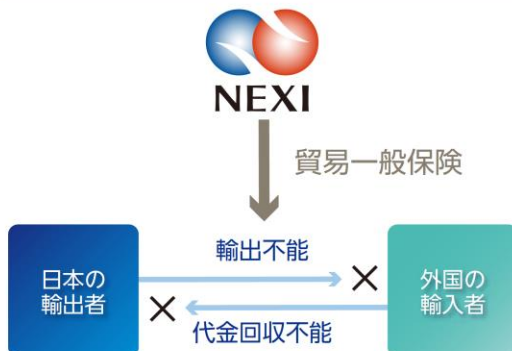 NEXI
貿易一般保険
輸出不能
日本の
輸出者
外国の
輸入者
代金回収不能